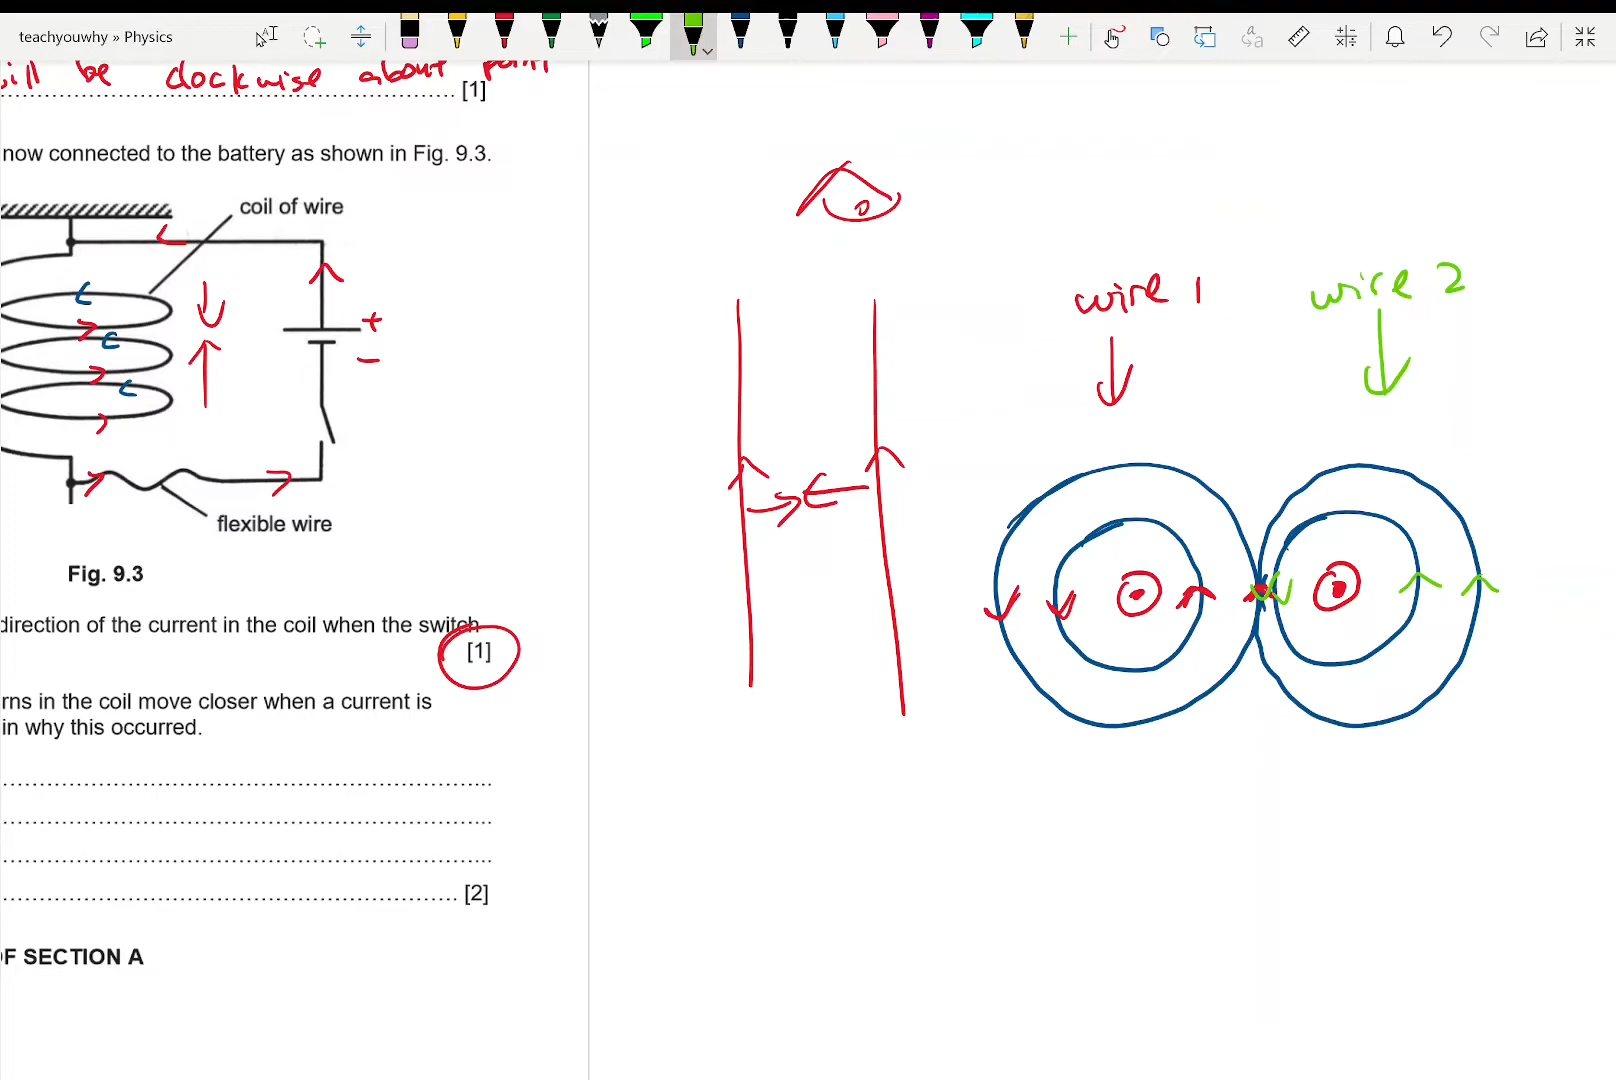 teachyouwhy » Physics
will be clockwise about point
[1]
now connected to the battery as shown in Fig. 9.3.
coil of wire
+
−
flexible wire
Fig. 9.3
direction of the current in the coil when the switch
[1]
rns in the coil move closer when a current is
in why this occurred.
[2]
OF SECTION A
wire 1
wire 2